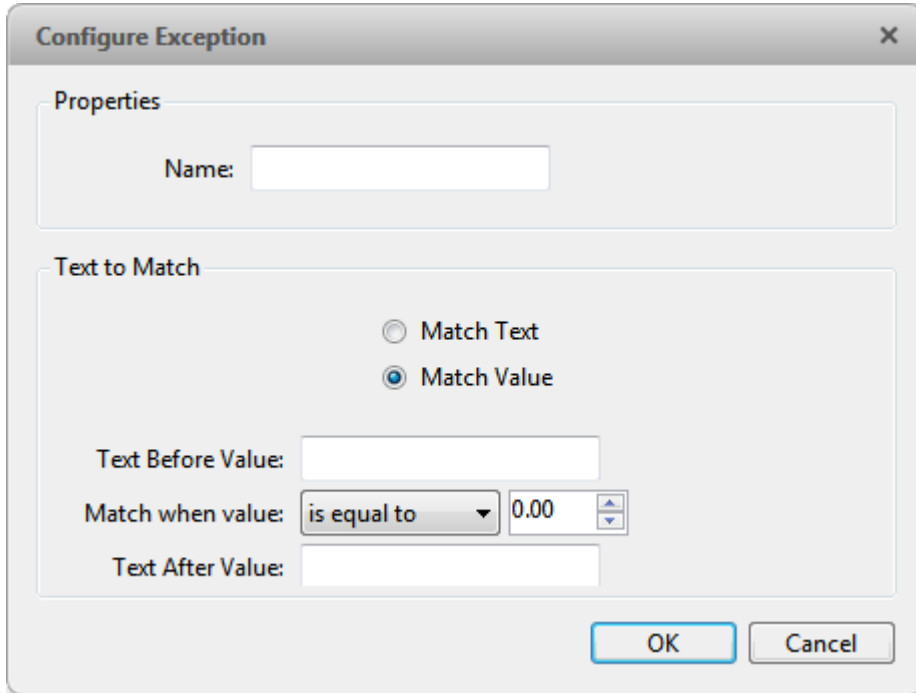 Configure Exception
Properties
Name:
Text to Match
Match Text
Match Value
Text Before Value:
Match when value: is equal to 0.00
Text After Value:
OK Cancel